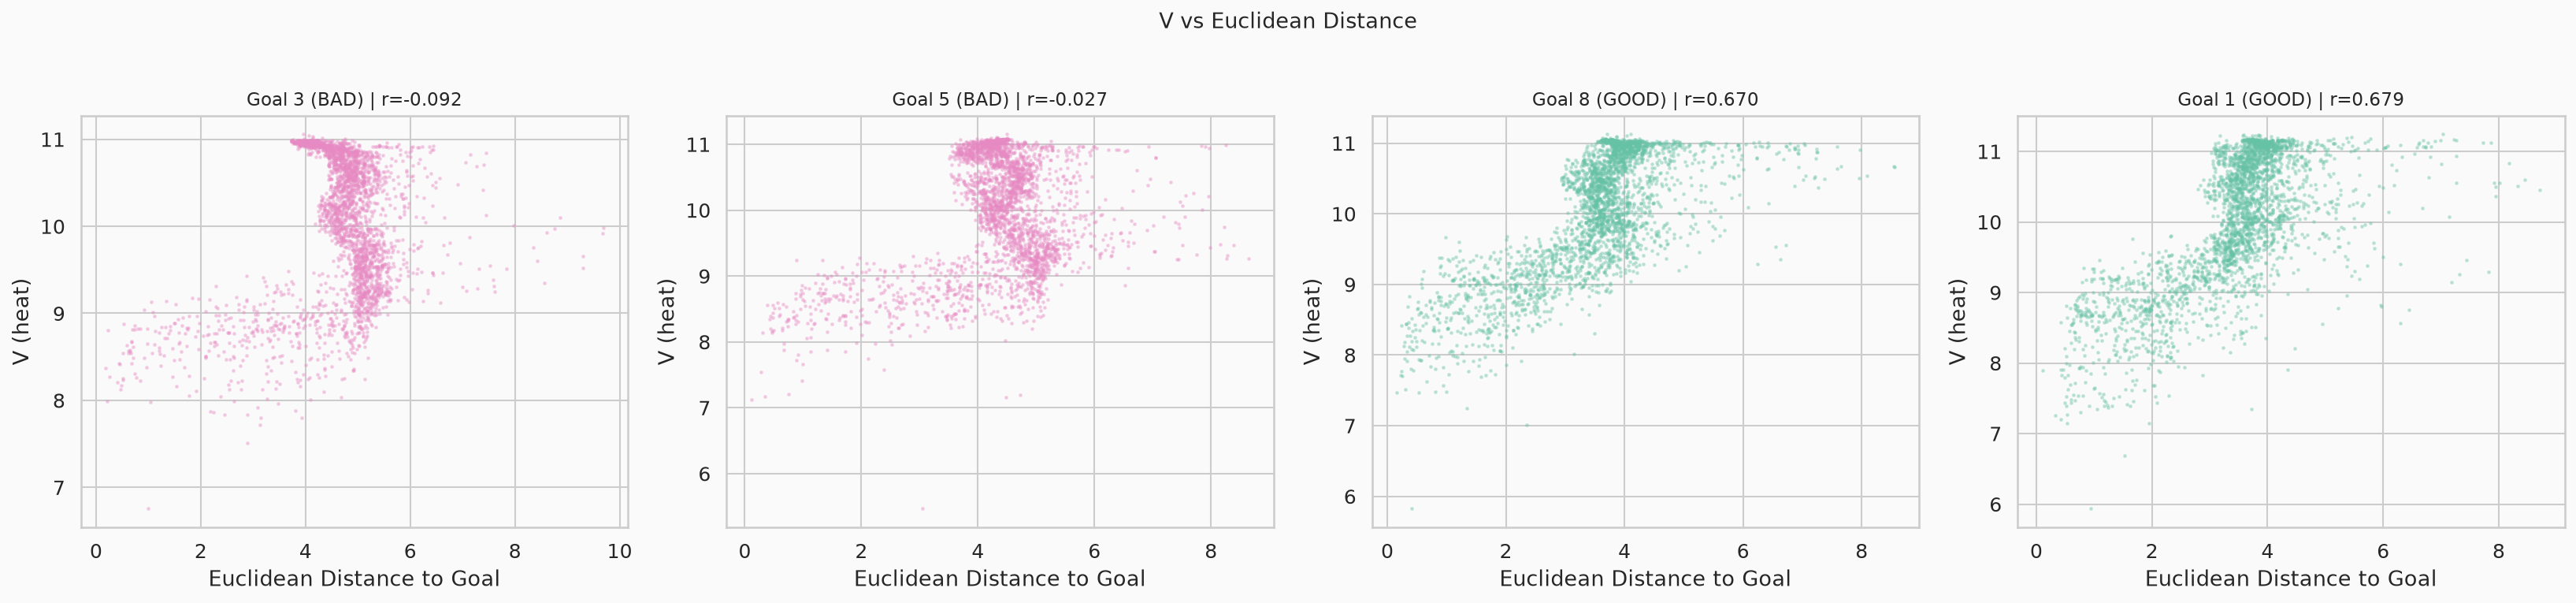 V vs Euclidean Distance
Goal 3 (BAD) | r=-0.092
V (heat)
11
10
9
8
7
0 2 4 6 8 10
Euclidean Distance to Goal
Goal 5 (BAD) | r=-0.027
V (heat)
11
10
9
8
7
6
0 2 4 6 8
Euclidean Distance to Goal
Goal 8 (GOOD) | r=0.670
V (heat)
11
10
9
8
7
6
0 2 4 6 8
Euclidean Distance to Goal
Goal 1 (GOOD) | r=0.679
V (heat)
11
10
9
8
7
6
0 2 4 6 8
Euclidean Distance to Goal